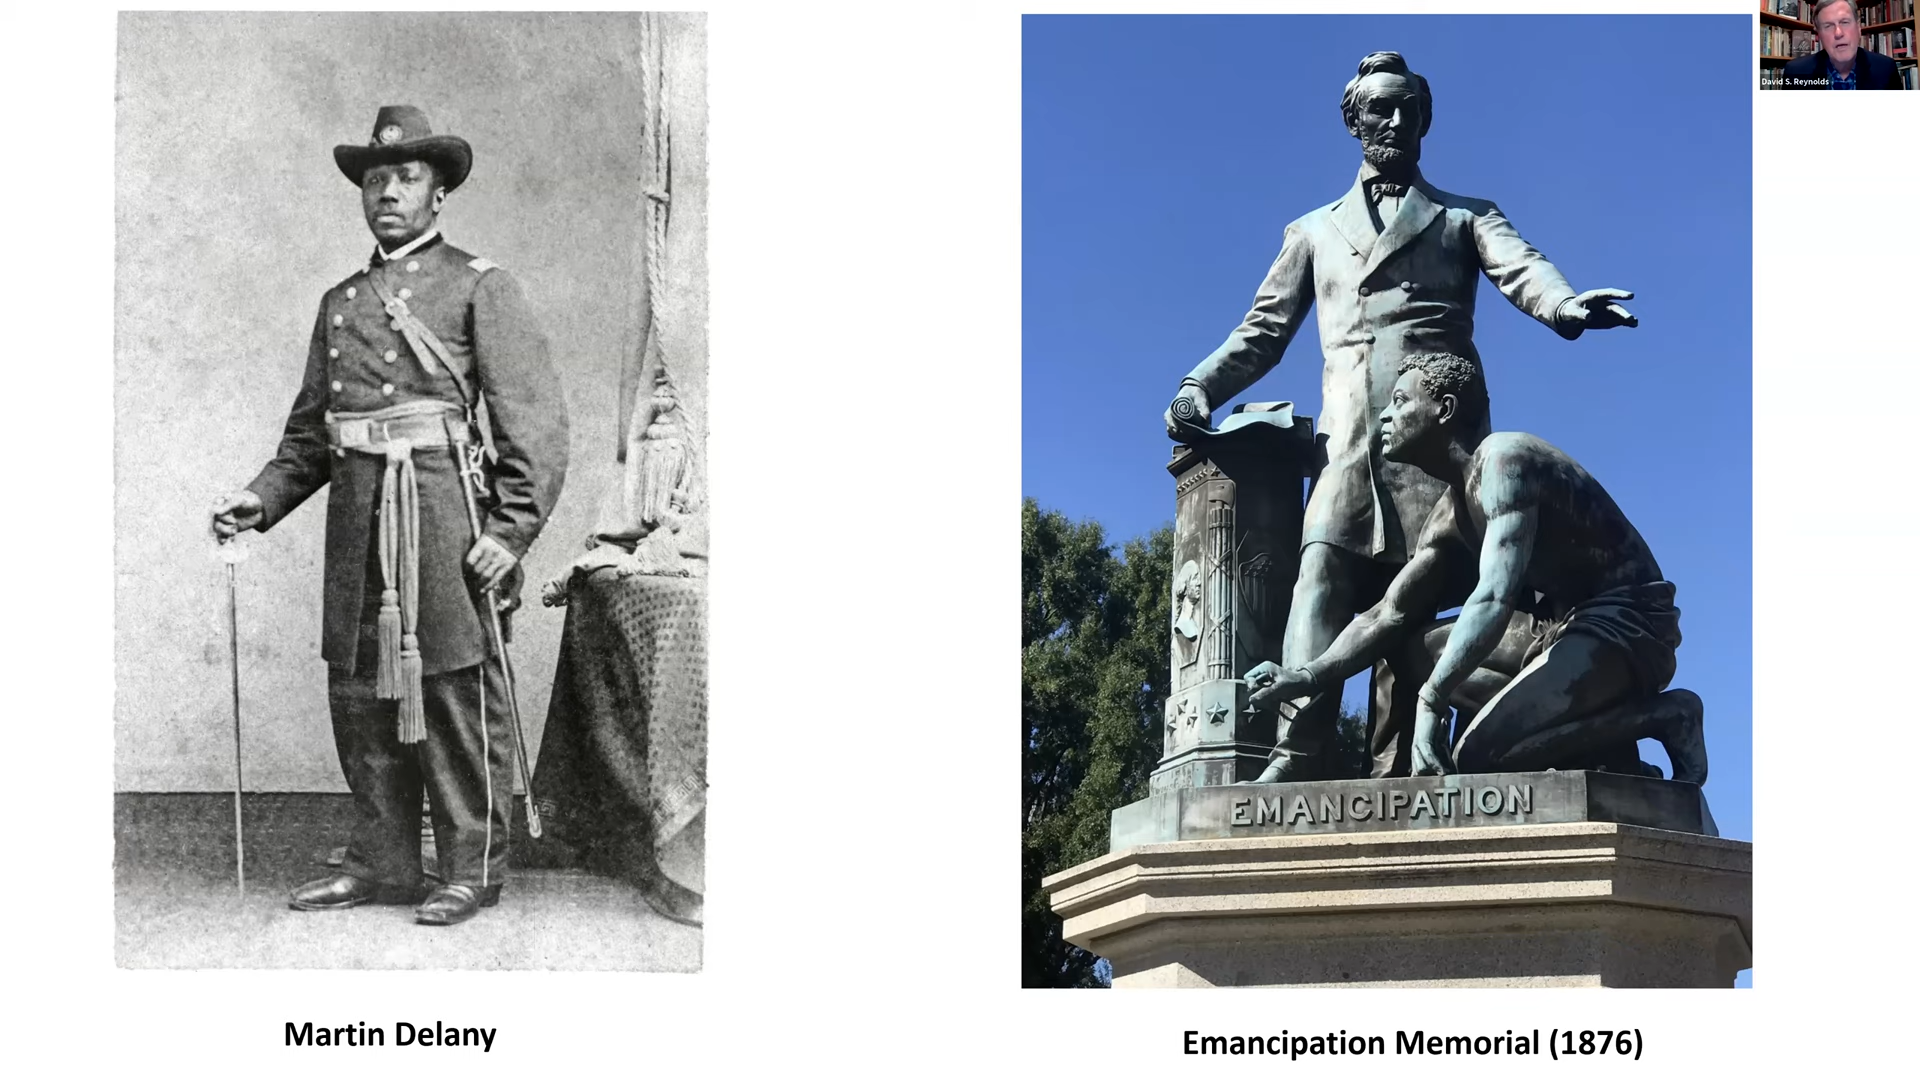 David S. Reynolds
EMANCIPATION
Martin Delany
Emancipation Memorial (1876)